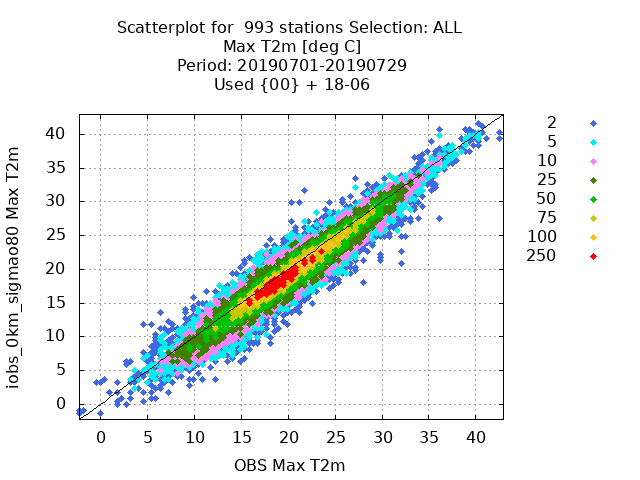 Scatterplot for  993 stations Selection: ALL
Max T2m [deg C]
Period: 20190701-20190729
Used {00} + 18-06
2
5
10
25
50
75
100
250
40
35
30
25
20
15
10
5
0
iobs_0km_sigmao80 Max T2m
0 5 10 15 20 25 30 35 40
OBS Max T2m